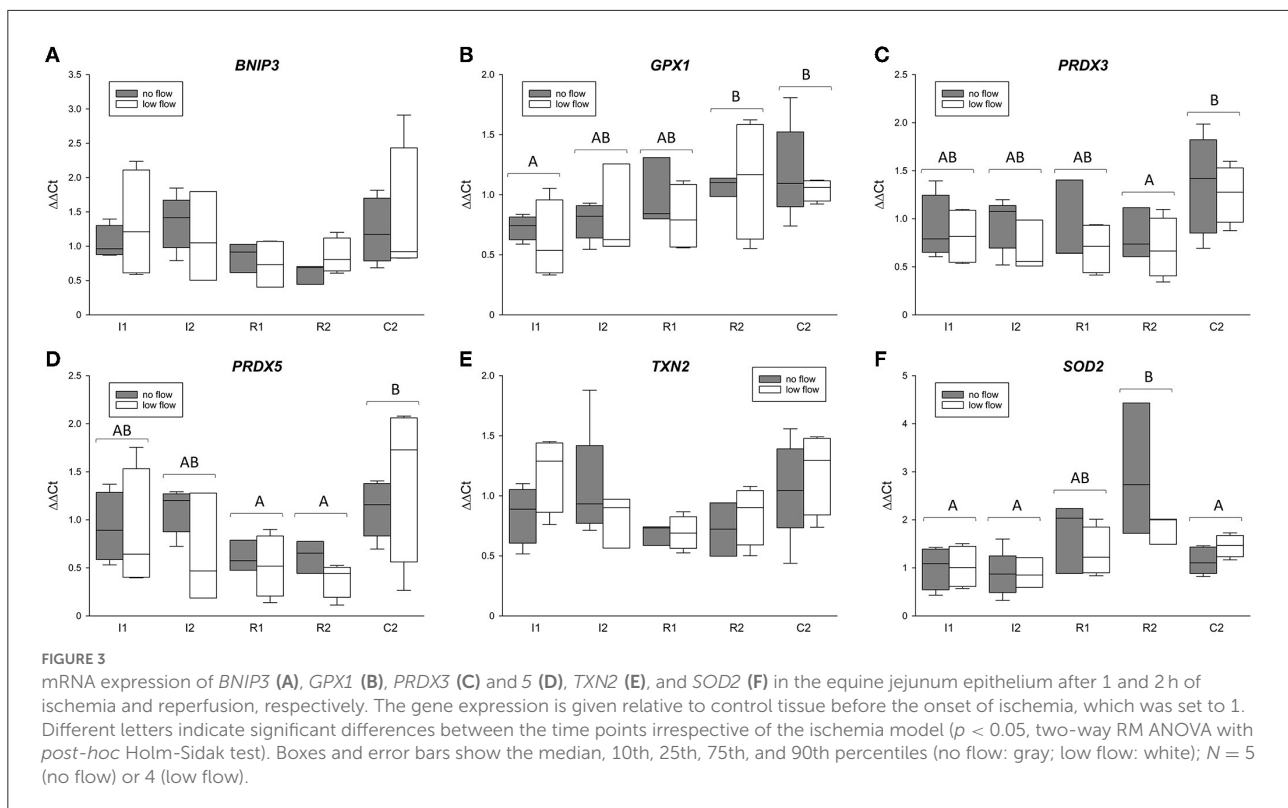 A
BNIP3
3.5
3.0
2.5
2.0
1.5
1.0
0.5
0
ΔΔCt
no flow
low flow
I1 I2 R1 R2 C2
B
GPX1
2.0
1.5
1.0
0.5
0
ΔΔCt
no flow
low flow
A AB AB B B
I1 I2 R1 R2 C2
C
PRDX3
2.5
2.0
1.5
1.0
0.5
0
ΔΔCt
no flow
low flow
AB AB AB A B
I1 I2 R1 R2 C2
D
PRDX5
2.5
2.0
1.5
1.0
0.5
0
ΔΔCt
no flow
low flow
AB AB A A B
I1 I2 R1 R2 C2
E
TXN2
2.0
1.5
1.0
0.5
0
ΔΔCt
no flow
low flow
I1 I2 R1 R2 C2
F
SOD2
5
4
3
2
1
0
ΔΔCt
no flow
low flow
A A AB B A
I1 I2 R1 R2 C2
FIGURE 3
mRNA expression of BNIP3 (A), GPX1 (B), PRDX3 (C) and 5 (D), TXN2 (E), and SOD2 (F) in the equine jejunum epithelium after 1 and 2 h of
ischemia and reperfusion, respectively. The gene expression is given relative to control tissue before the onset of ischemia, which was set to 1.
Different letters indicate significant differences between the time points irrespective of the ischemia model (p < 0.05, two-way RM ANOVA with
post-hoc Holm-Sidak test). Boxes and error bars show the median, 10th, 25th, 75th, and 90th percentiles (no flow: gray; low flow: white); N = 5
(no flow) or 4 (low flow).